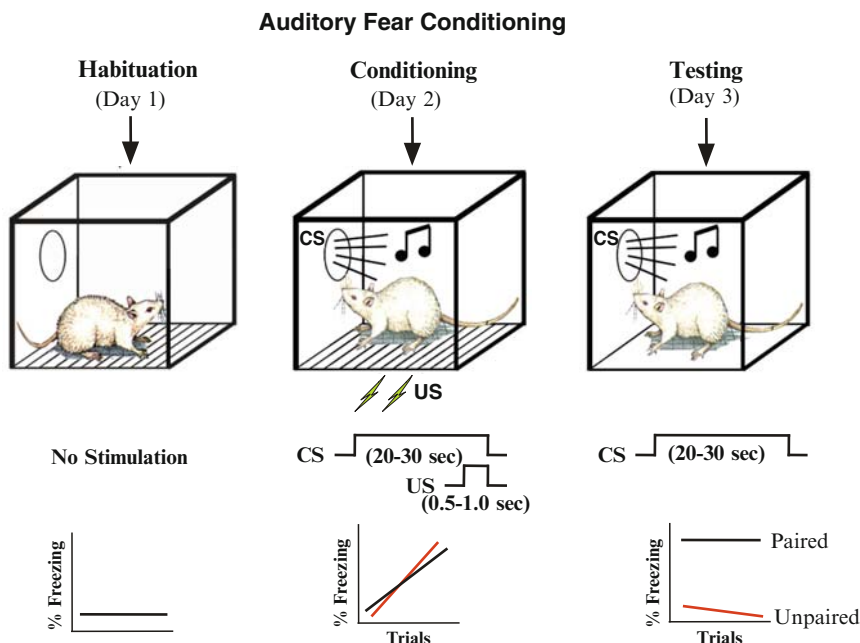 Auditory Fear Conditioning
Habituation
(Day 1)
Conditioning
(Day 2)
Testing
(Day 3)
CS
CS
US
No Stimulation
CS
(20-30 sec)
US
(0.5-1.0 sec)
CS
(20-30 sec)
% Freezing
% Freezing
Trials
% Freezing
Paired
Unpaired
Trials